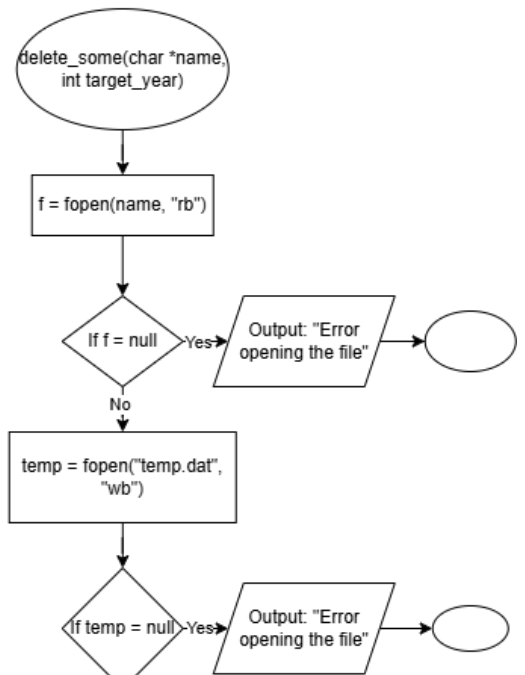 delete_some(char *name,
int target_year)
f = fopen(name, "rb")
If f = null
Yes
Output: "Error
opening the file"
No
temp = fopen("temp.dat",
"wb")
If temp = null
Yes
Output: "Error
opening the file"